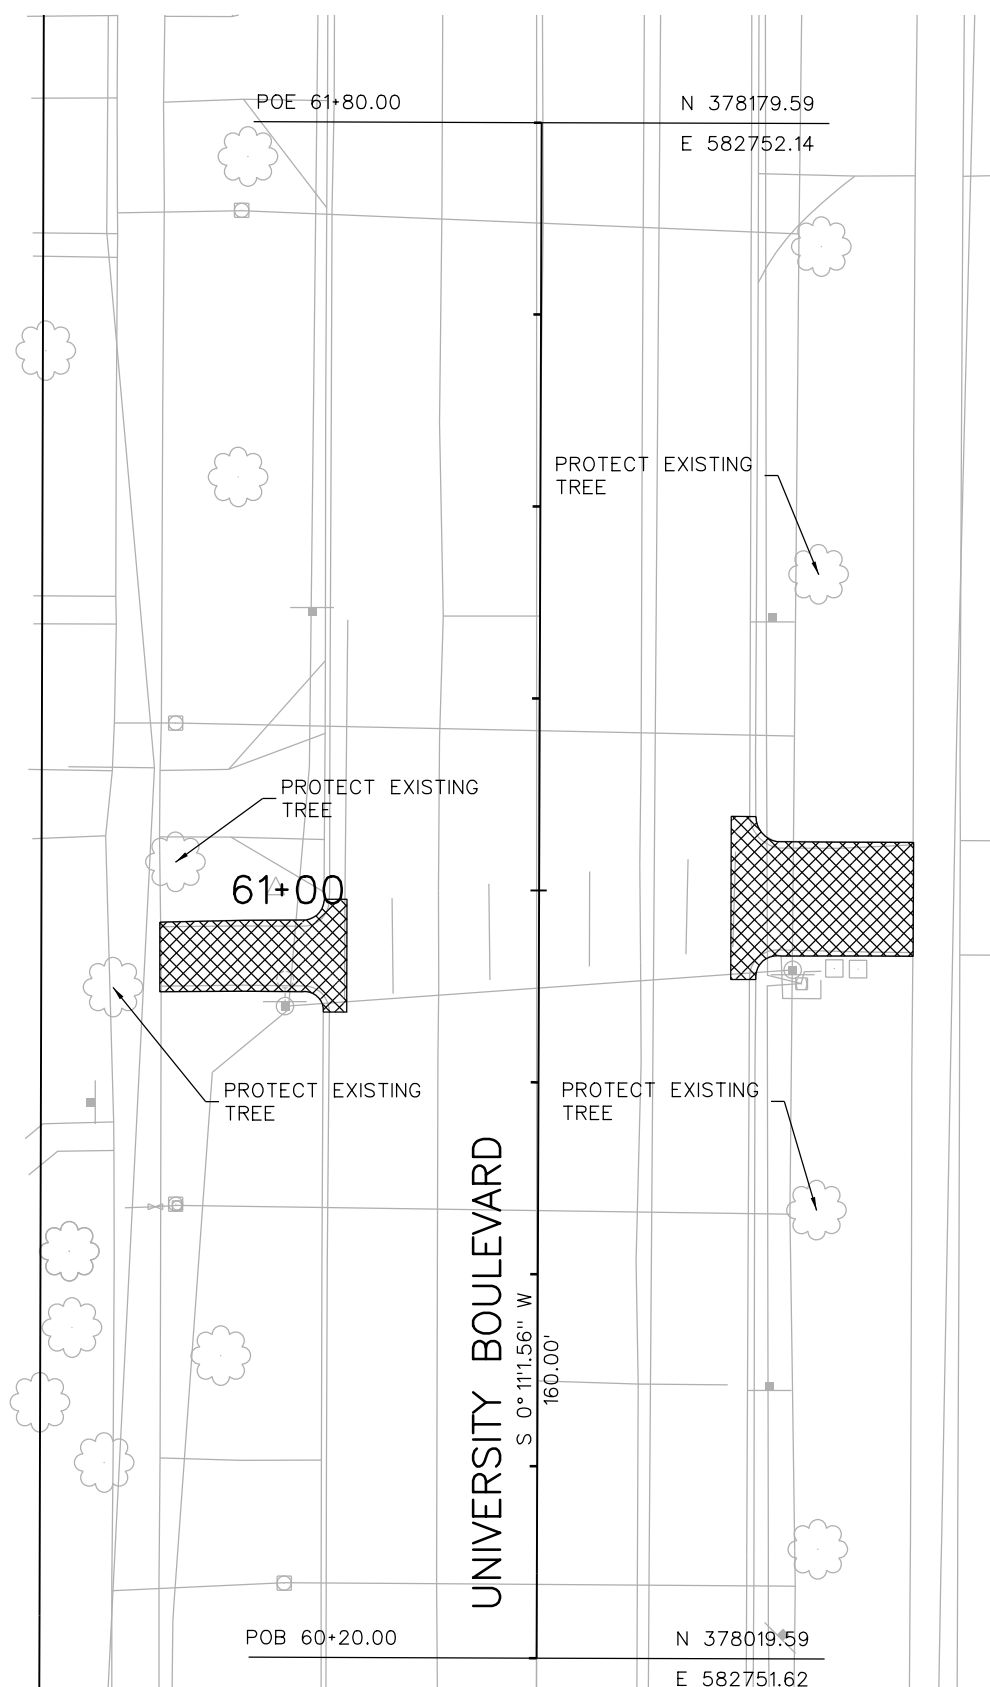 POE 61+80.00
N 378179.59
E 582752.14
PROTECT EXISTING
TREE
PROTECT EXISTING
TREE
61+00
PROTECT EXISTING
TREE
PROTECT EXISTING
TREE
UNIVERSITY BOULEVARD
S 0° 11'1.56" W
160.00'
POB 60+20.00
N 378019.59
E 582751.62